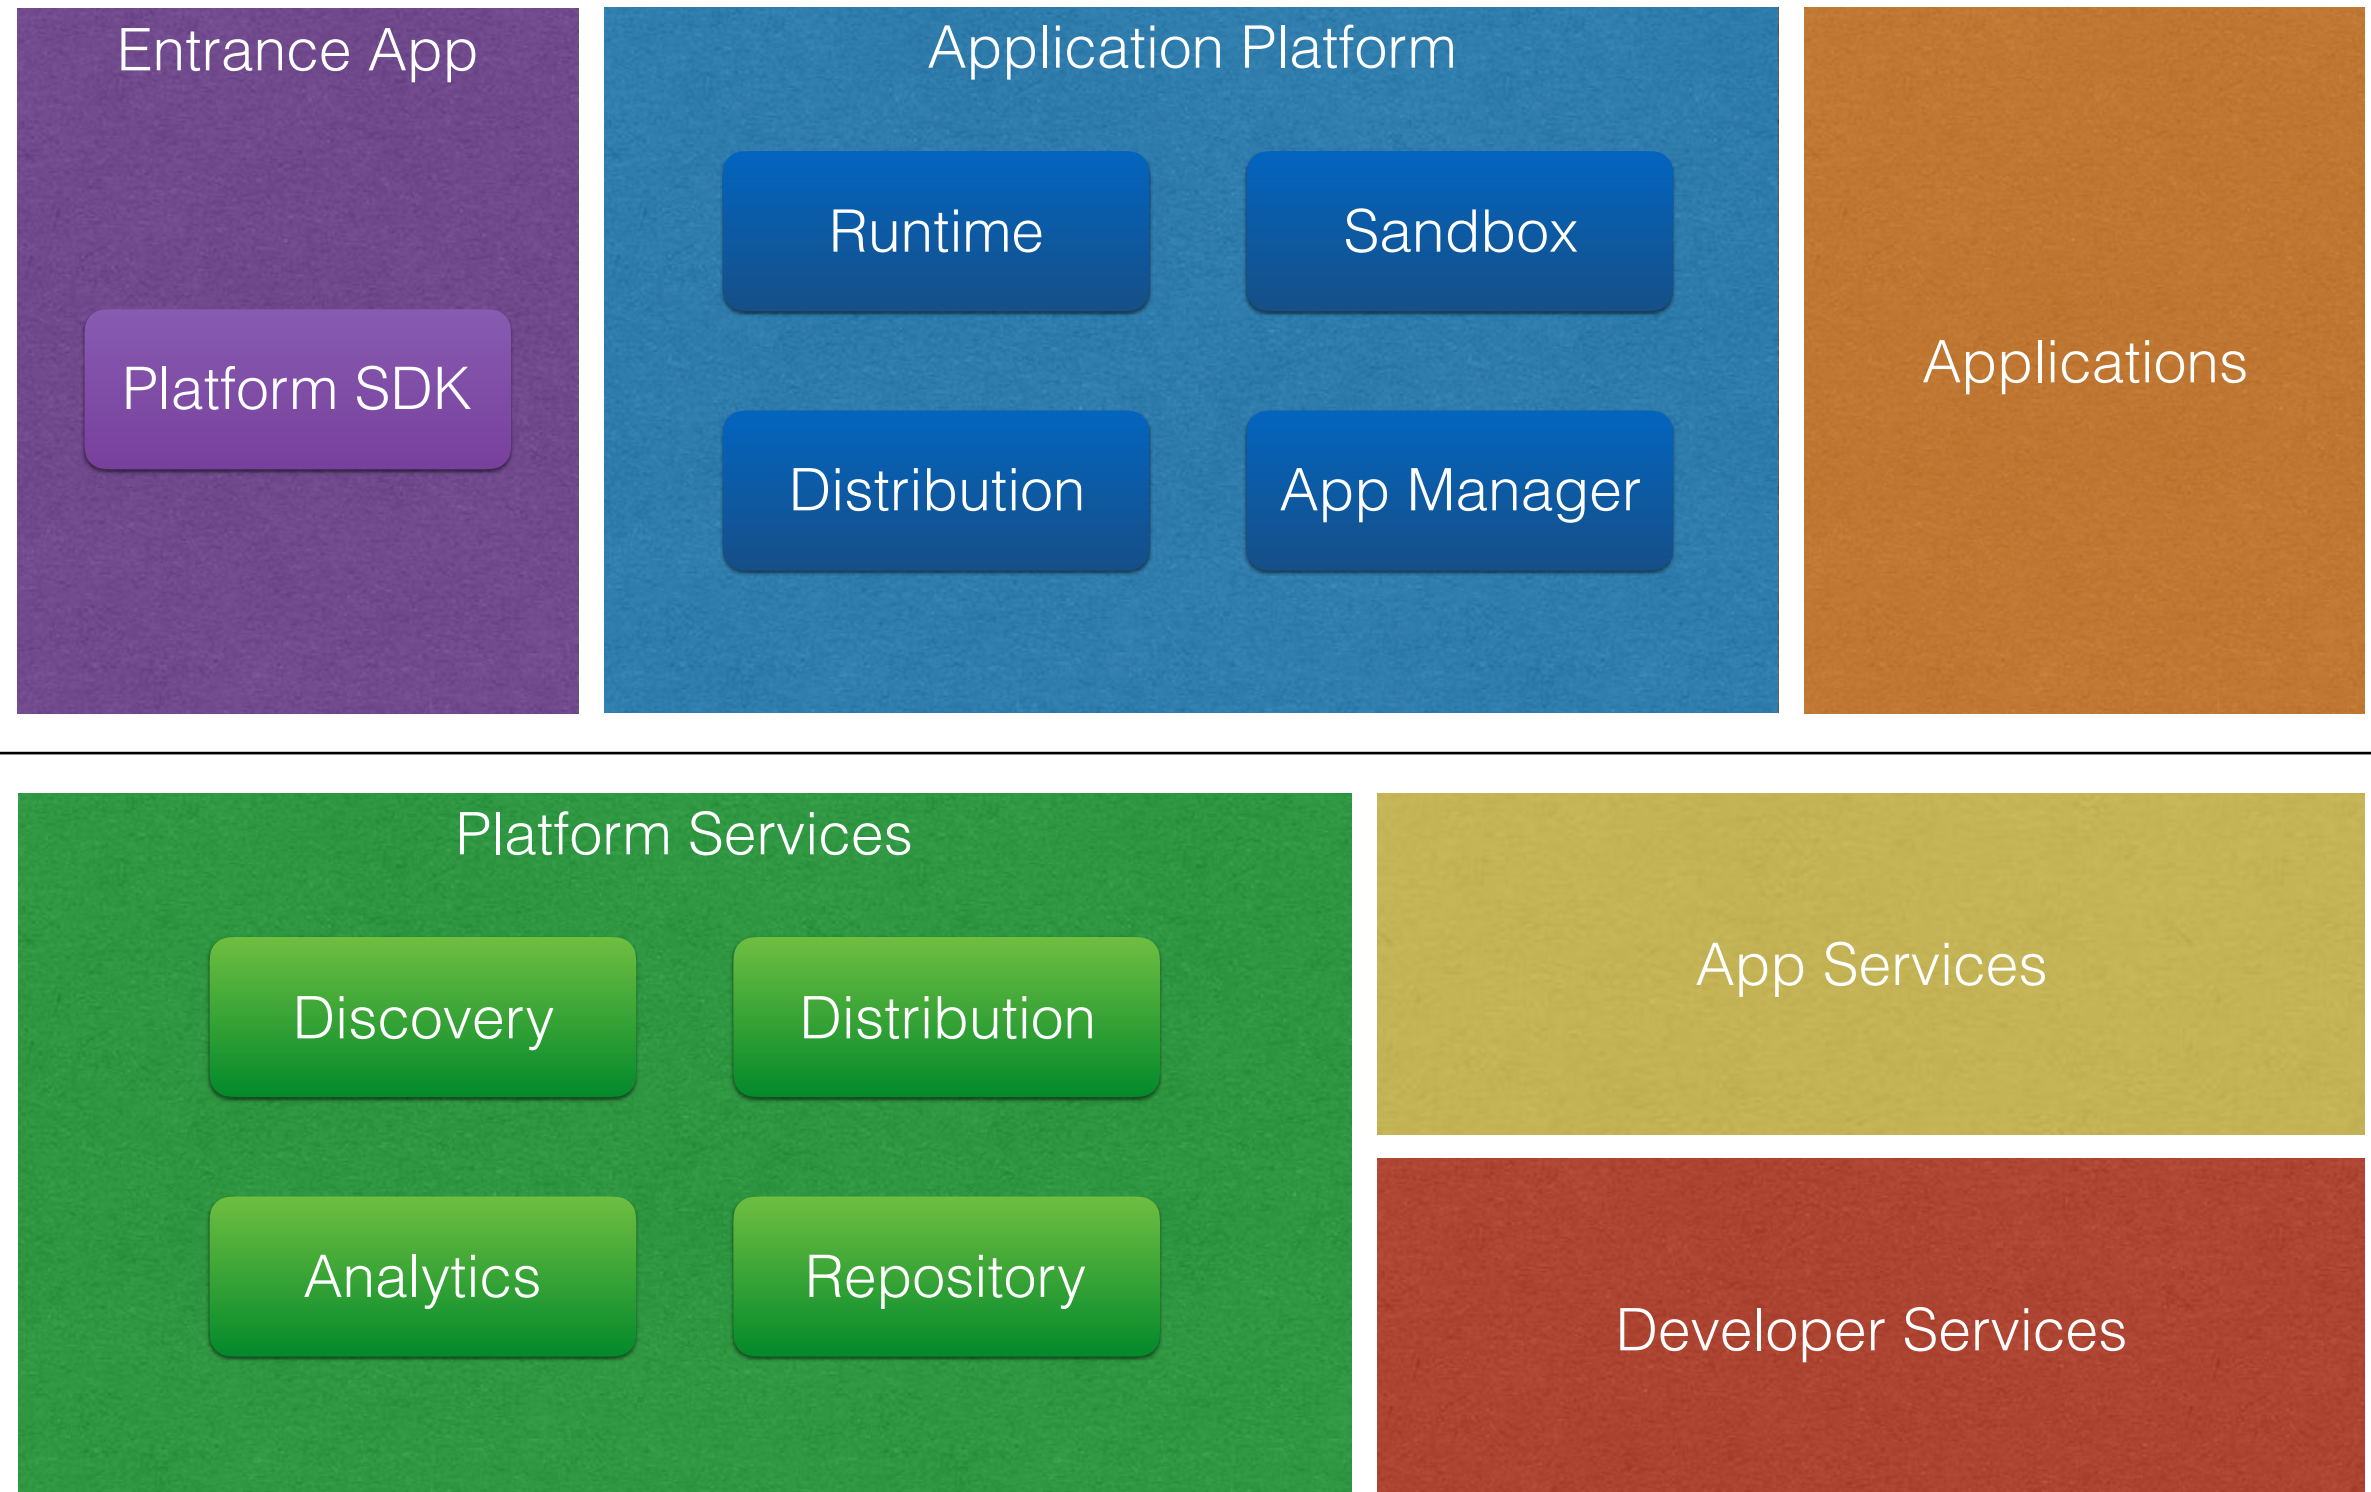 Entrance App
Platform SDK
Application Platform
Runtime
Sandbox
Distribution
App Manager
Applications
Platform Services
Discovery
Distribution
Analytics
Repository
App Services
Developer Services